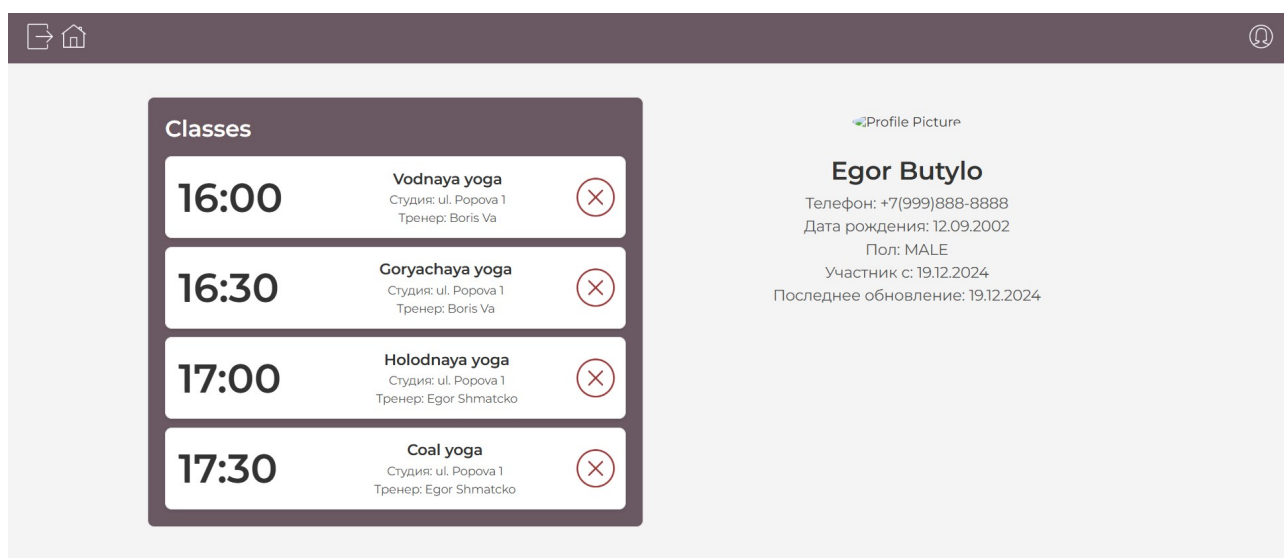 Classes
16:00
Vodnaya yoga
Студия: ul. Popova 1
Тренер: Boris Va
16:30
Goryachaya yoga
Студия: ul. Popova 1
Тренер: Boris Va
17:00
Holodnaya yoga
Студия: ul. Popova 1
Тренер: Egor Shmatcko
17:30
Coal yoga
Студия: ul. Popova 1
Тренер: Egor Shmatcko
Profile Picture
Egor Butylo
Телефон: +7(999)888-8888
Дата рождения: 12.09.2002
Пол: MALE
Участник с: 19.12.2024
Последнее обновление: 19.12.2024